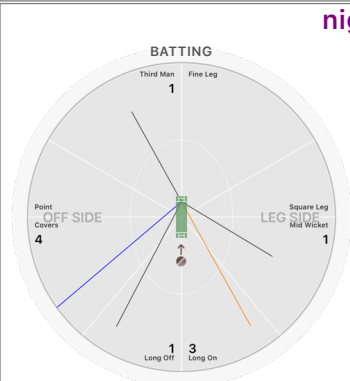 nig
BATTING
Third Man Fine Leg
1
Point Square Leg
OFF SIDE LEG SIDE
Covers Mid Wicket
4 1
1 3
Long Off Long On